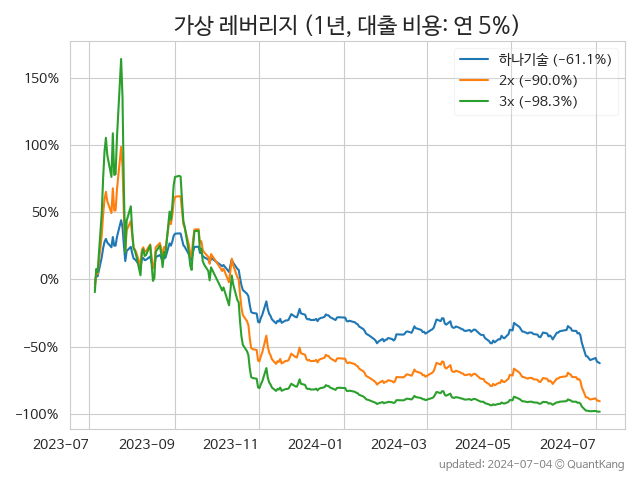 가상 레버리지 (1년, 대출 비용: 연 5%)
하나기술 (-61.1%)
2x (-90.0%)
3x (-98.3%)
150%
100%
50%
0%
-50%
-100%
2023-07 2023-09 2023-11 2024-01 2024-03 2024-05 2024-07
updated: 2024-07-04 © QuantKang